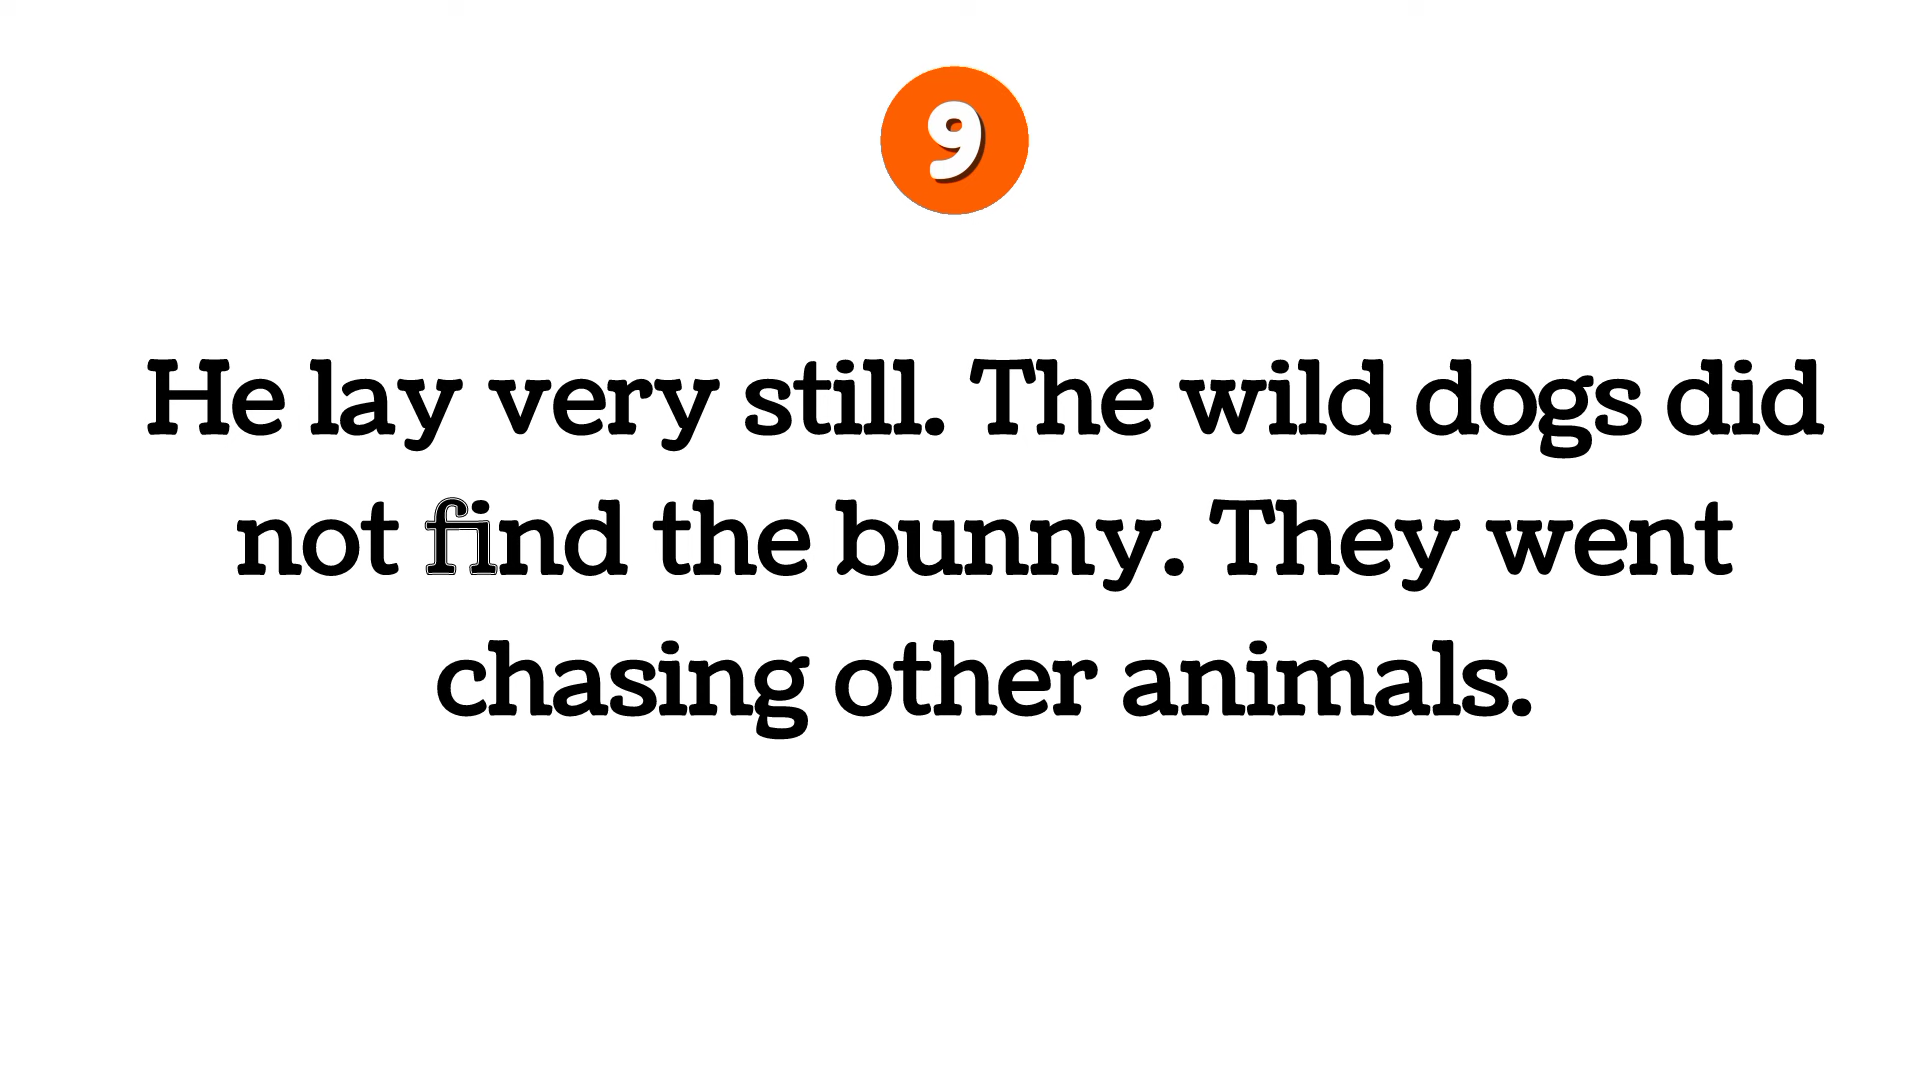 9
He lay very still. The wild dogs did
not find the bunny. They went
chasing other animals.